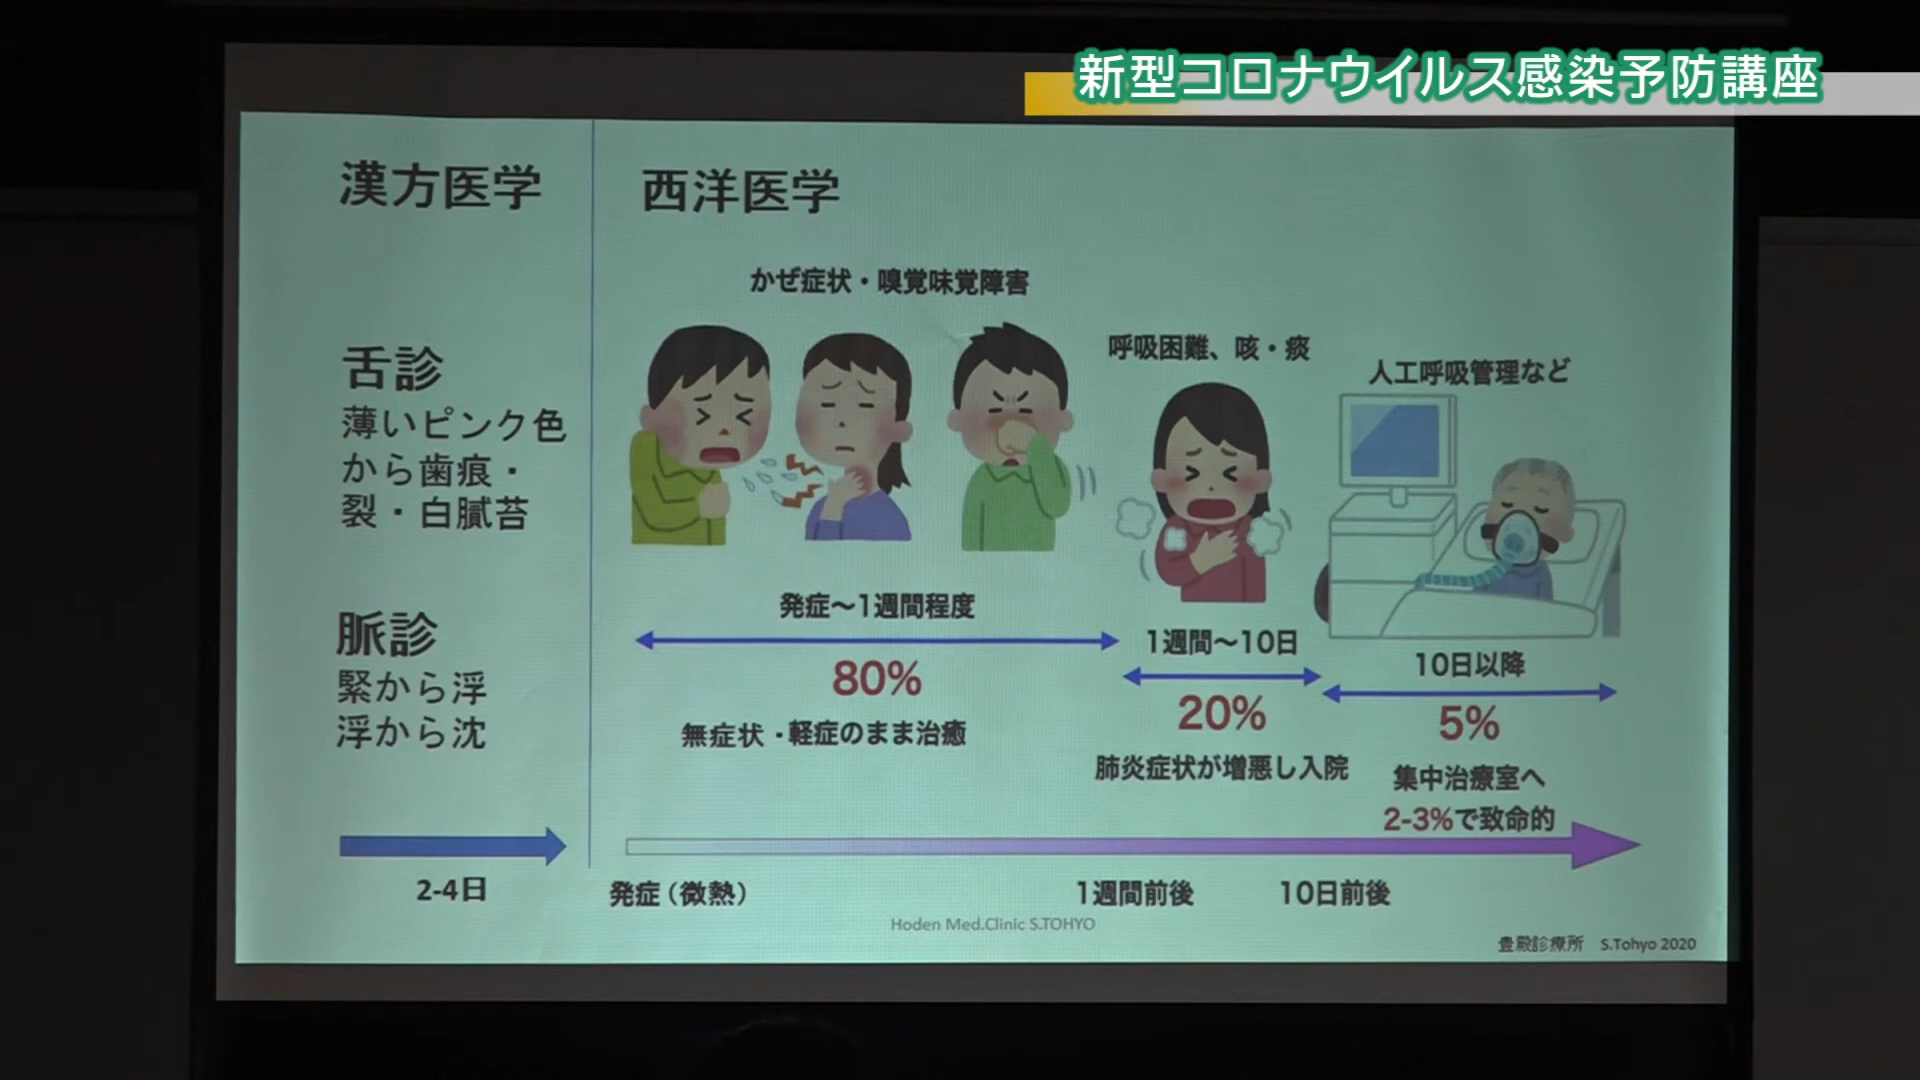 新型コロナウイルス感染予防講座
漢方医学
西洋医学
かぜ症状・嗅覚味覚障害
呼吸困難、咳・痰
人工呼吸管理など
舌診
薄いピンク色
から歯痕・
裂・白膩苔
脈診
緊から浮
浮から沈
発症～1週間程度
80%
無症状・軽症のまま治癒
1週間～10日
20%
肺炎症状が増悪し入院
10日以降
5%
集中治療室へ
2-3%で致命的
2-4日
発症（微熱）
1週間前後
10日前後
Hoden Med.Clinic S.TOHYO
豊殿診療所　S.Tohyo 2020